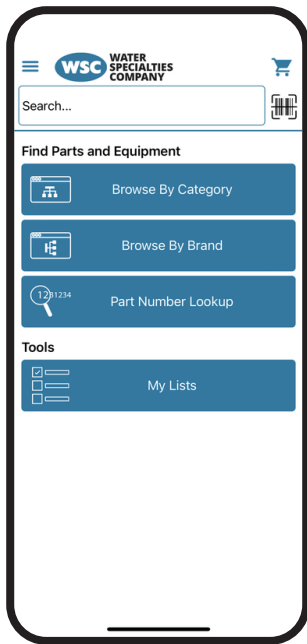 WSC WATER
SPECIALTIES
COMPANY
Search...
Find Parts and Equipment
Browse By Category
Browse By Brand
1231234
Part Number Lookup
Tools
My Lists